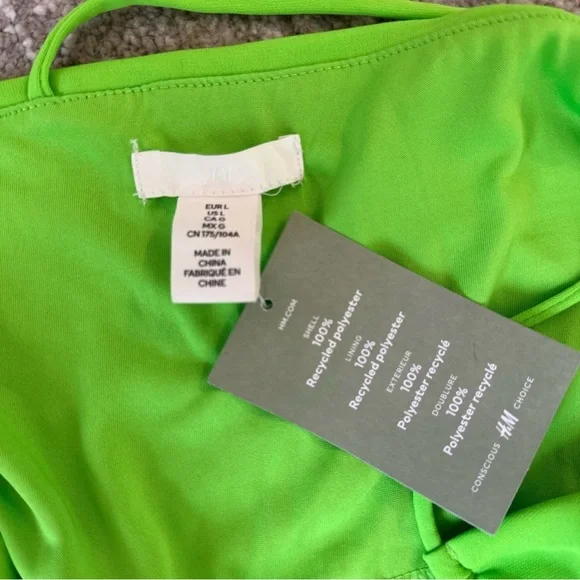 EUR L
US L
CA G
MX G
CN 175/104A
MADE IN
CHINA
FABRIQUÉ EN
CHINE
HM.COM
SHELL
100%
Recycled polyester
LINING
100%
Recycled polyester
EXTERIEUR
100%
Polyester recyclé
DOUBLURE
100%
Polyester recyclé
CONSCIOUS H&M CHOICE